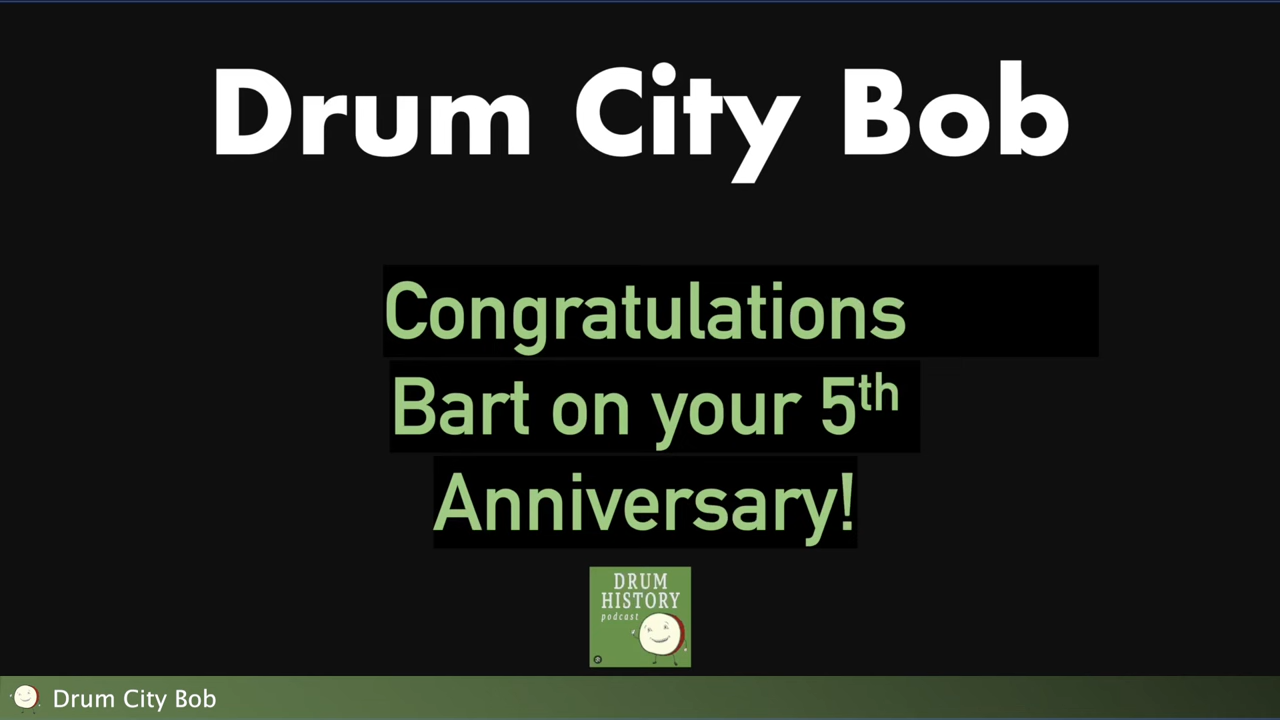 Drum City Bob
Congratulations
Bart on your 5th
Anniversary!
DRUM
HISTORY
podcast
Drum City Bob